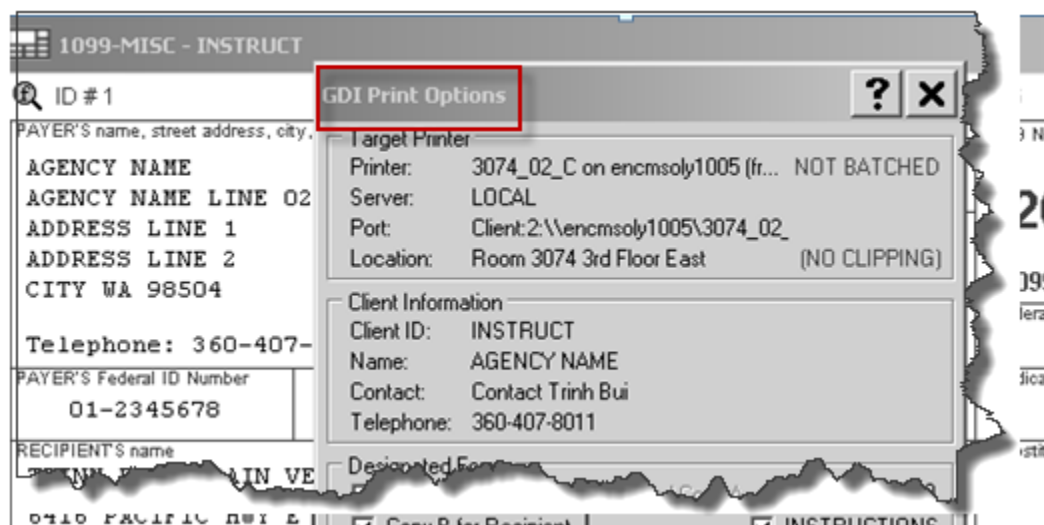 1099-MISC - INSTRUCT
ID # 1
PAYER'S name, street address, city,
AGENCY NAME
AGENCY NAME LINE 02
ADDRESS LINE 1
ADDRESS LINE 2
CITY WA 98504
Telephone: 360-407-
PAYER'S Federal ID Number
01-2345678
RECIPIENT'S name
GDI Print Options
? X
Target Printer
Printer: 3074_02_C on encmsoly1005 (fr... NOT BATCHED
Server: LOCAL
Port: Client:2:\\encmsoly1005\3074_02_
Location: Room 3074 3rd Floor East (NO CLIPPING)
Client Information
Client ID: INSTRUCT
Name: AGENCY NAME
Contact: Contact Trinh Bui
Telephone: 360-407-8011
Designated
Copy B for Recipient
INSTRUCTIONS